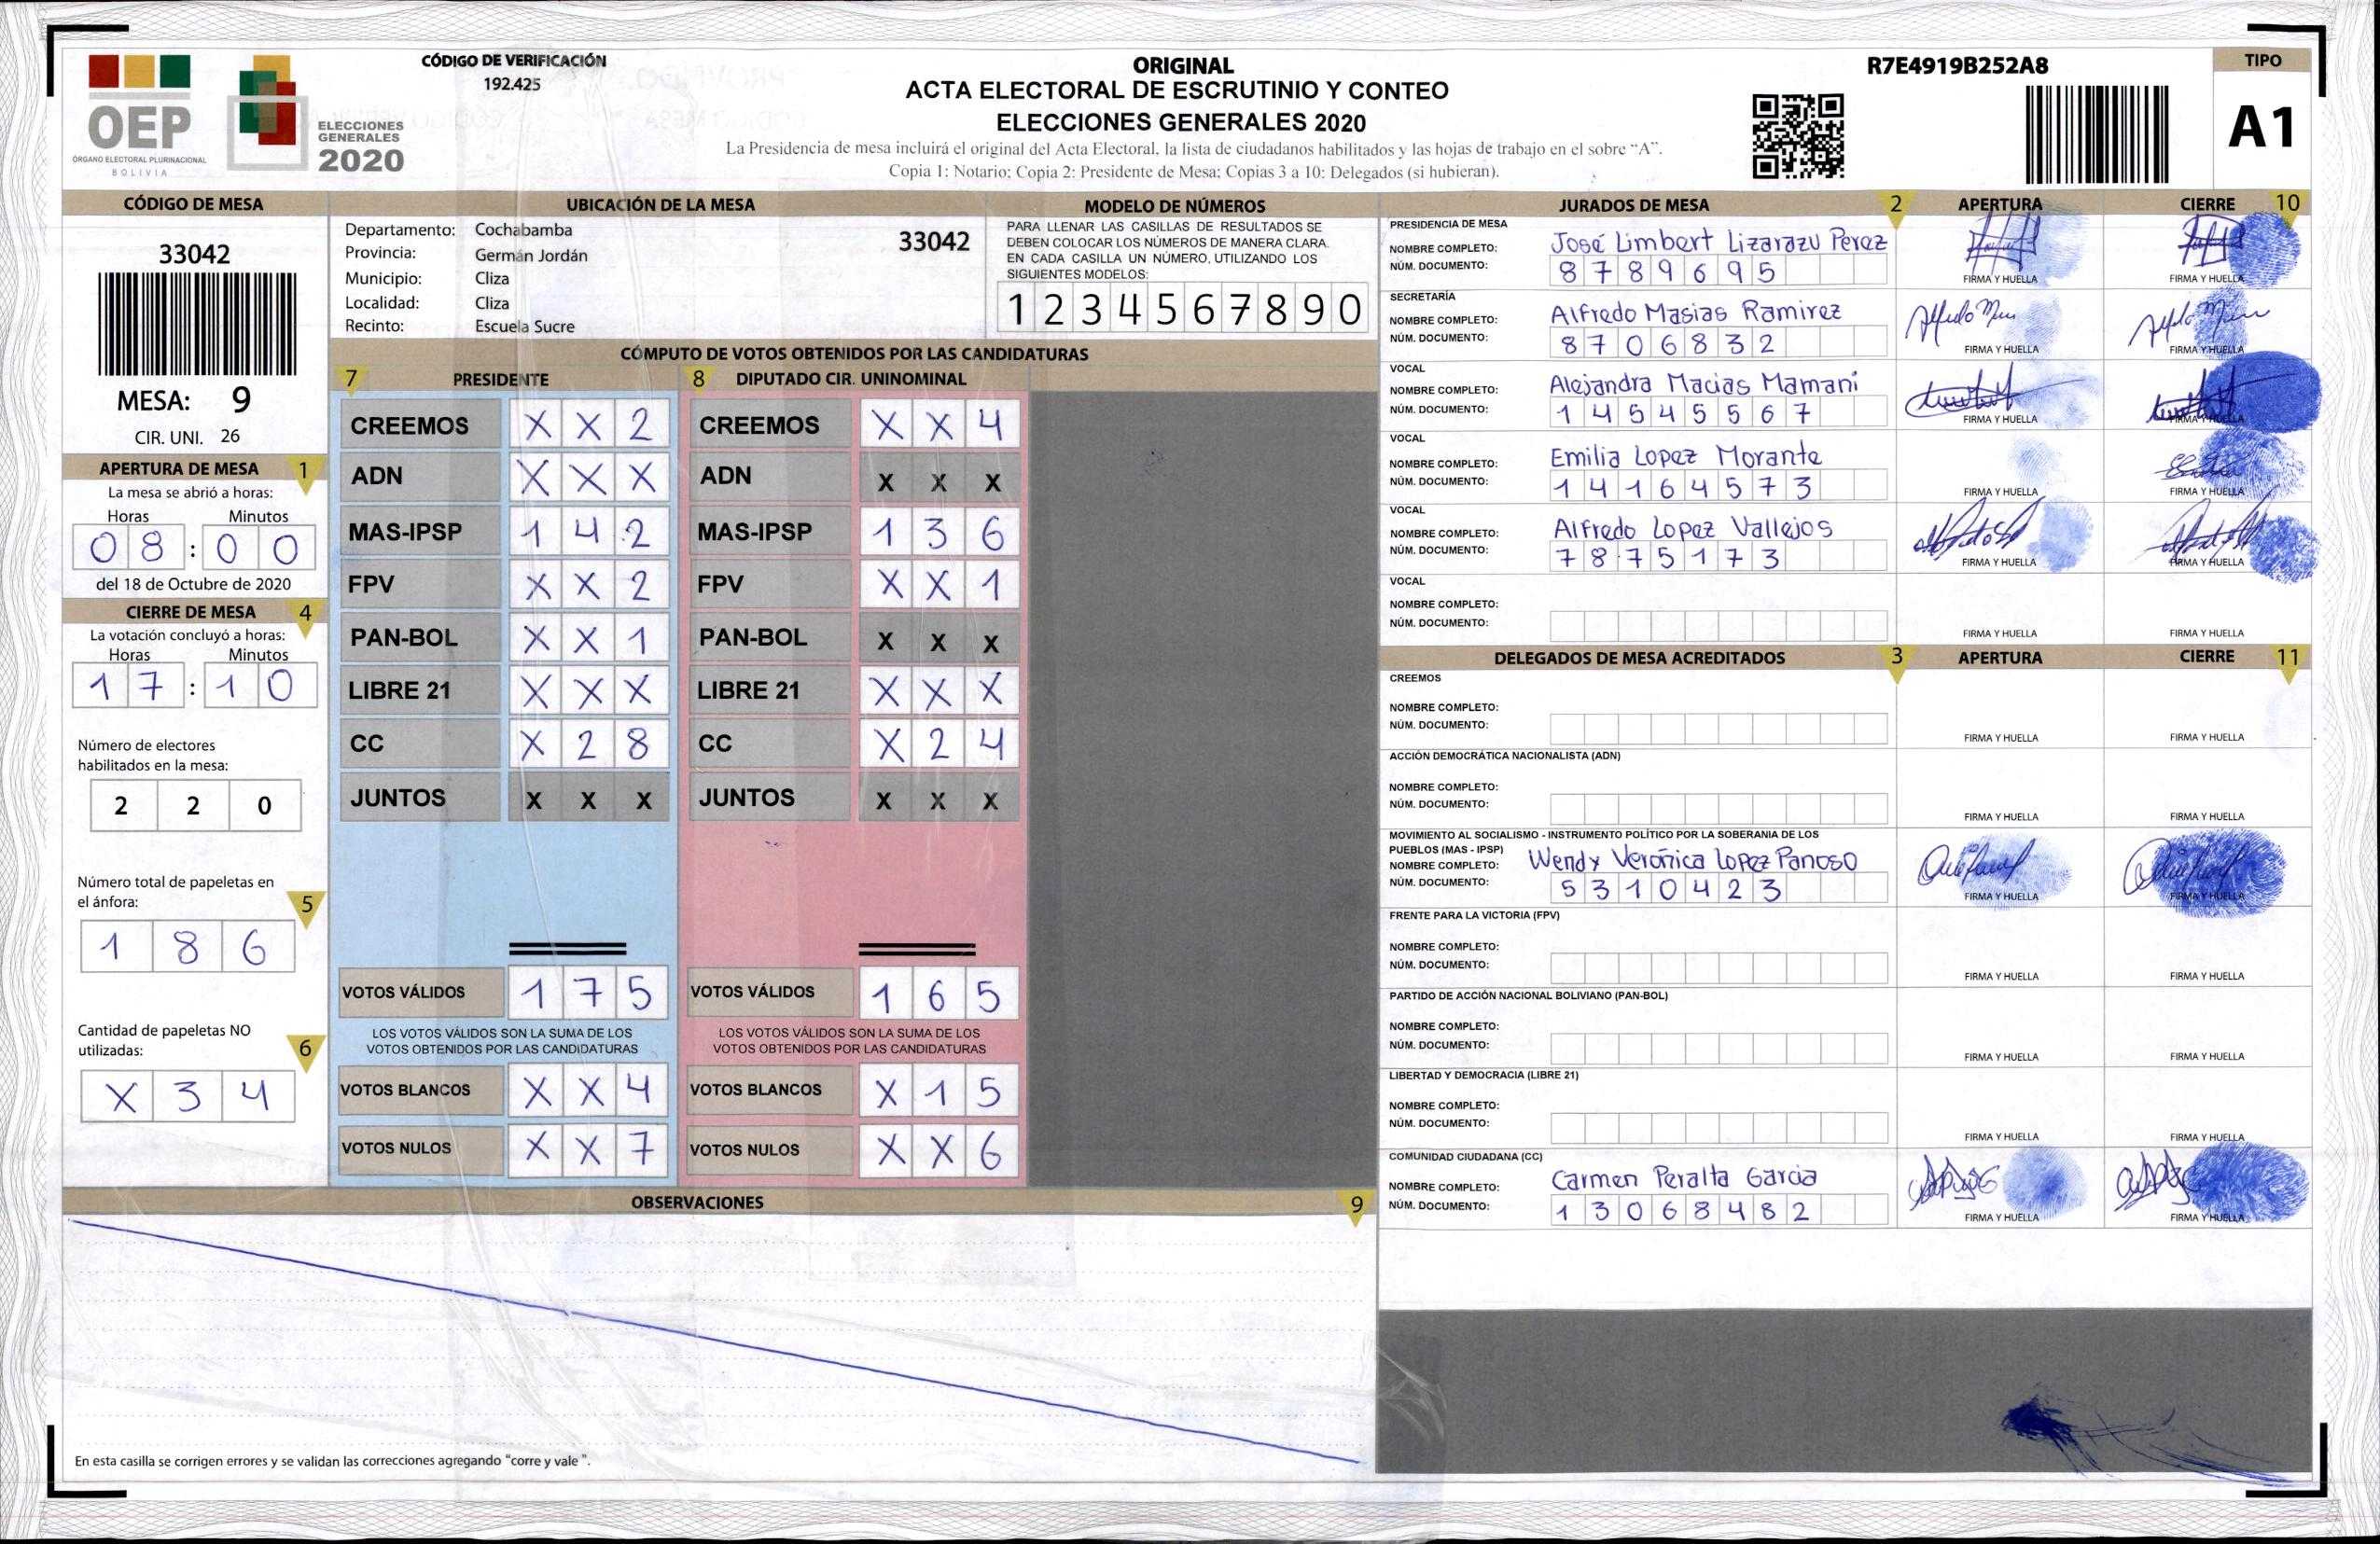 OEP
ÓRGANO ELECTORAL PLURINACIONAL
BOLIVIA
ELECCIONES
GENERALES
2020
CÓDIGO DE VERIFICACIÓN
192.425
ORIGINAL
ACTA ELECTORAL DE ESCRUTINIO Y CONTEO
ELECCIONES GENERALES 2020
La Presidencia de mesa incluirá el original del Acta Electoral, la lista de ciudadanos habilitados y las hojas de trabajo en el sobre “A”.
Copia 1: Notario; Copia 2: Presidente de Mesa; Copias 3 a 10: Delegados (si hubieran).
R7E4919B252A8
TIPO
A1
CÓDIGO DE MESA
33042
MESA: 9
CIR. UNI. 26
APERTURA DE MESA 1
La mesa se abrió a horas:
Horas Minutos
08 : 00
del 18 de Octubre de 2020
CIERRE DE MESA 4
La votación concluyó a horas:
Horas Minutos
17 : 10
Número de electores
habilitados en la mesa:
2 2 0
Número total de papeletas en
el ánfora: 5
1 8 6
Cantidad de papeletas NO
utilizadas: 6
X 3 4
UBICACIÓN DE LA MESA
Departamento: Cochabamba
33042
Provincia: Germán Jordán
Municipio: Cliza
Localidad: Cliza
Recinto: Escuela Sucre
MODELO DE NÚMEROS
PARA LLENAR LAS CASILLAS DE RESULTADOS SE
DEBEN COLOCAR LOS NÚMEROS DE MANERA CLARA.
EN CADA CASILLA UN NÚMERO, UTILIZANDO LOS
SIGUIENTES MODELOS:
1 2 3 4 5 6 7 8 9 0
CÓMPUTO DE VOTOS OBTENIDOS POR LAS CANDIDATURAS
7 PRESIDENTE 8 DIPUTADO CIR. UNINOMINAL
CREEMOS X X 2 CREEMOS X X 4
ADN X X X ADN X X X
MAS-IPSP 1 4 2 MAS-IPSP 1 3 6
FPV X X 2 FPV X X 1
PAN-BOL X X 1 PAN-BOL X X X
LIBRE 21 X X X LIBRE 21 X X X
CC X 2 8 CC X 2 4
JUNTOS X X X JUNTOS X X X
VOTOS VÁLIDOS 1 7 5 VOTOS VÁLIDOS 1 6 5
LOS VOTOS VÁLIDOS SON LA SUMA DE LOS LOS VOTOS VÁLIDOS SON LA SUMA DE LOS
VOTOS OBTENIDOS POR LAS CANDIDATURAS VOTOS OBTENIDOS POR LAS CANDIDATURAS
VOTOS BLANCOS X X 4 VOTOS BLANCOS X 1 5
VOTOS NULOS X X 7 VOTOS NULOS X X 6
OBSERVACIONES 9
En esta casilla se corrigen errores y se validan las correcciones agregando “corre y vale”.
JURADOS DE MESA 2 APERTURA CIERRE 10
PRESIDENCIA DE MESA
NOMBRE COMPLETO: José Limbert Lizarazu Perez
NÚM. DOCUMENTO: 8789695
FIRMA Y HUELLA FIRMA Y HUELLA
SECRETARÍA
NOMBRE COMPLETO: Alfredo Masias Ramirez
NÚM. DOCUMENTO: 8706832
FIRMA Y HUELLA FIRMA Y HUELLA
VOCAL
NOMBRE COMPLETO: Alejandra Macias Mamani
NÚM. DOCUMENTO: 14545567
FIRMA Y HUELLA FIRMA Y HUELLA
VOCAL
NOMBRE COMPLETO: Emilia Lopez Morante
NÚM. DOCUMENTO: 14164573
FIRMA Y HUELLA FIRMA Y HUELLA
VOCAL
NOMBRE COMPLETO: Alfredo Lopez Vallejos
NÚM. DOCUMENTO: 7875173
FIRMA Y HUELLA FIRMA Y HUELLA
VOCAL
NOMBRE COMPLETO:
NÚM. DOCUMENTO:
FIRMA Y HUELLA FIRMA Y HUELLA
DELEGADOS DE MESA ACREDITADOS 3 APERTURA CIERRE 11
CREEMOS
NOMBRE COMPLETO:
NÚM. DOCUMENTO:
FIRMA Y HUELLA FIRMA Y HUELLA
ACCIÓN DEMOCRÁTICA NACIONALISTA (ADN)
NOMBRE COMPLETO:
NÚM. DOCUMENTO:
FIRMA Y HUELLA FIRMA Y HUELLA
MOVIMIENTO AL SOCIALISMO - INSTRUMENTO POLÍTICO POR LA SOBERANIA DE LOS
PUEBLOS (MAS - IPSP)
NOMBRE COMPLETO: Wendy Verónica Lopez Panoso
NÚM. DOCUMENTO: 5310423
FIRMA Y HUELLA FIRMA Y HUELLA
FRENTE PARA LA VICTORIA (FPV)
NOMBRE COMPLETO:
NÚM. DOCUMENTO:
FIRMA Y HUELLA FIRMA Y HUELLA
PARTIDO DE ACCIÓN NACIONAL BOLIVIANO (PAN-BOL)
NOMBRE COMPLETO:
NÚM. DOCUMENTO:
FIRMA Y HUELLA FIRMA Y HUELLA
LIBERTAD Y DEMOCRACIA (LIBRE 21)
NOMBRE COMPLETO:
NÚM. DOCUMENTO:
FIRMA Y HUELLA FIRMA Y HUELLA
COMUNIDAD CIUDADANA (CC)
NOMBRE COMPLETO: Carmen Peralta Garcia
NÚM. DOCUMENTO: 13068482
FIRMA Y HUELLA FIRMA Y HUELLA